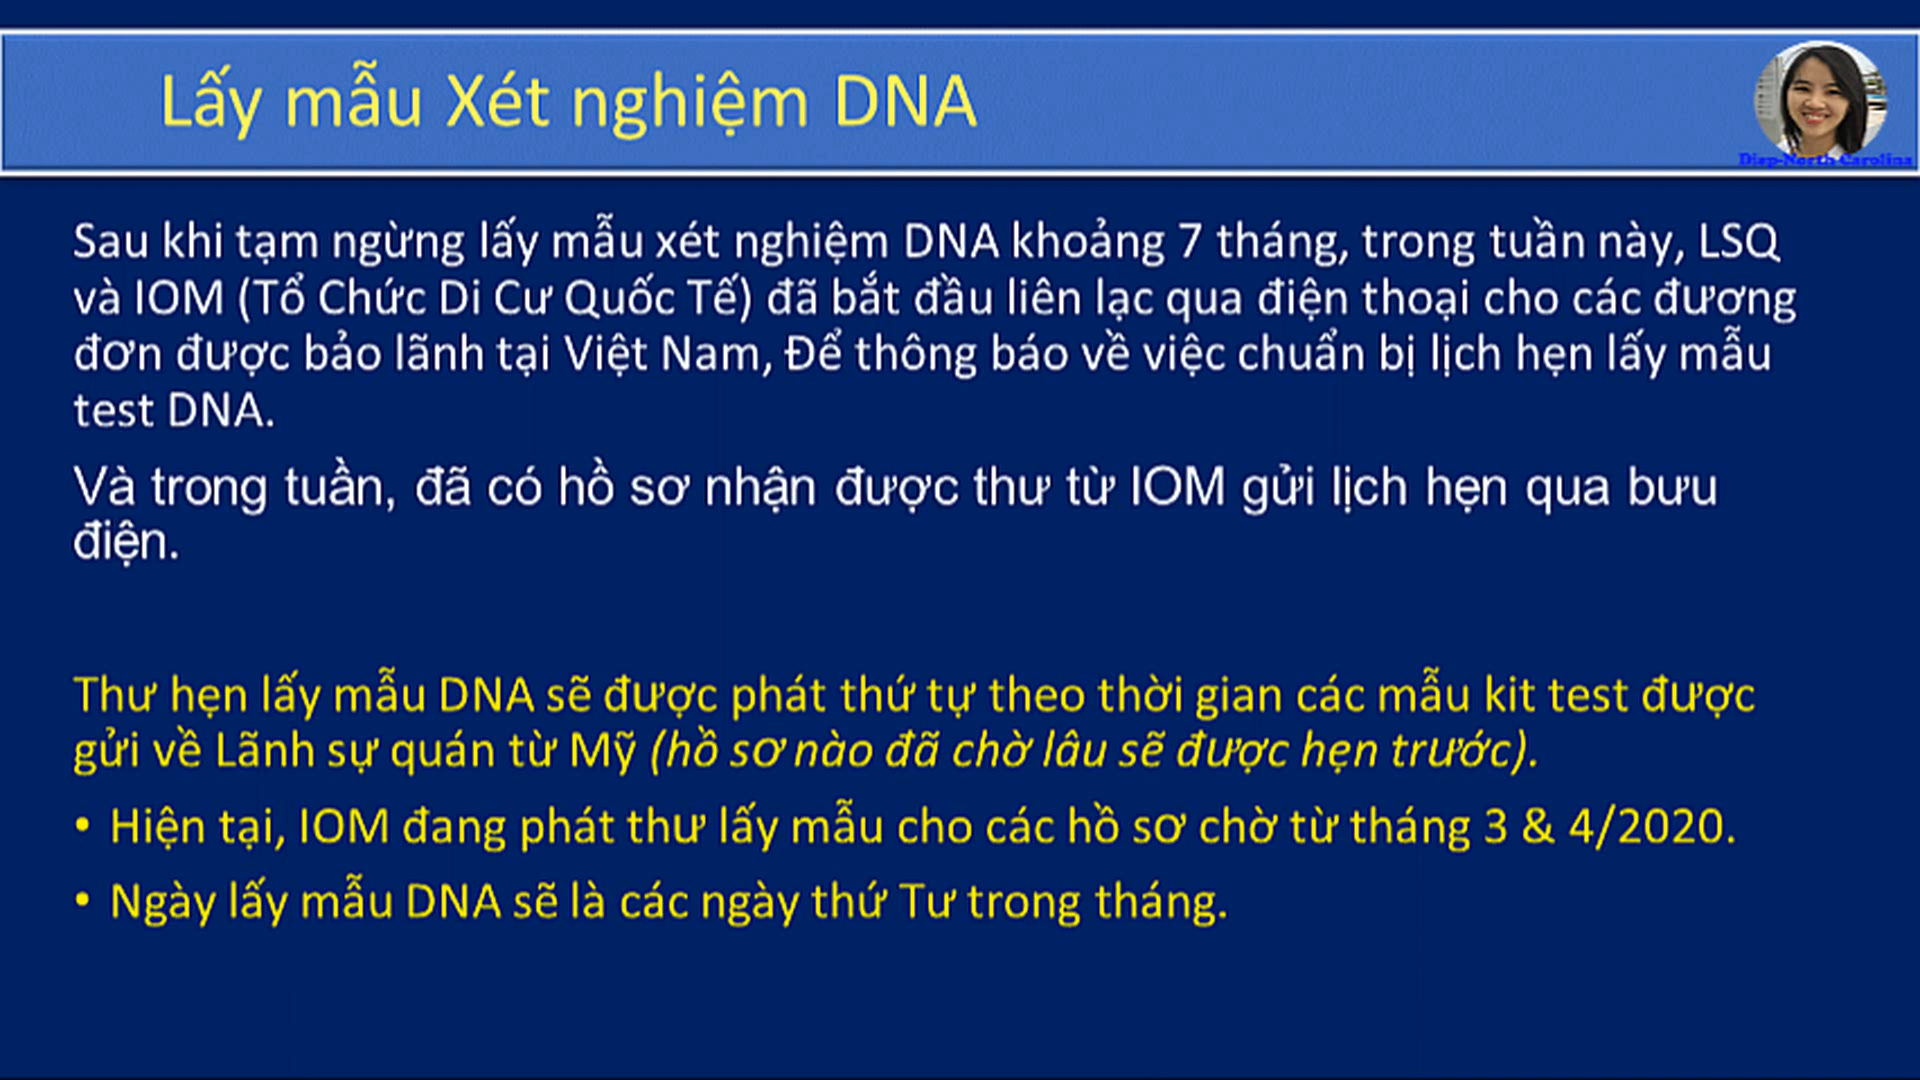 Lấy mẫu Xét nghiệm DNA
Diep-North Carolina
Sau khi tạm ngừng lấy mẫu xét nghiệm DNA khoảng 7 tháng, trong tuần này, LSQ
và IOM (Tổ Chức Di Cư Quốc Tế) đã bắt đầu liên lạc qua điện thoại cho các đương
đơn được bảo lãnh tại Việt Nam, Để thông báo về việc chuẩn bị lịch hẹn lấy mẫu
test DNA.
Và trong tuần, đã có hồ sơ nhận được thư từ IOM gửi lịch hẹn qua bưu
điện.
Thư hẹn lấy mẫu DNA sẽ được phát thứ tự theo thời gian các mẫu kit test được
gửi về Lãnh sự quán từ Mỹ (hồ sơ nào đã chờ lâu sẽ được hẹn trước).
• Hiện tại, IOM đang phát thư lấy mẫu cho các hồ sơ chờ từ tháng 3 & 4/2020.
• Ngày lấy mẫu DNA sẽ là các ngày thứ Tư trong tháng.